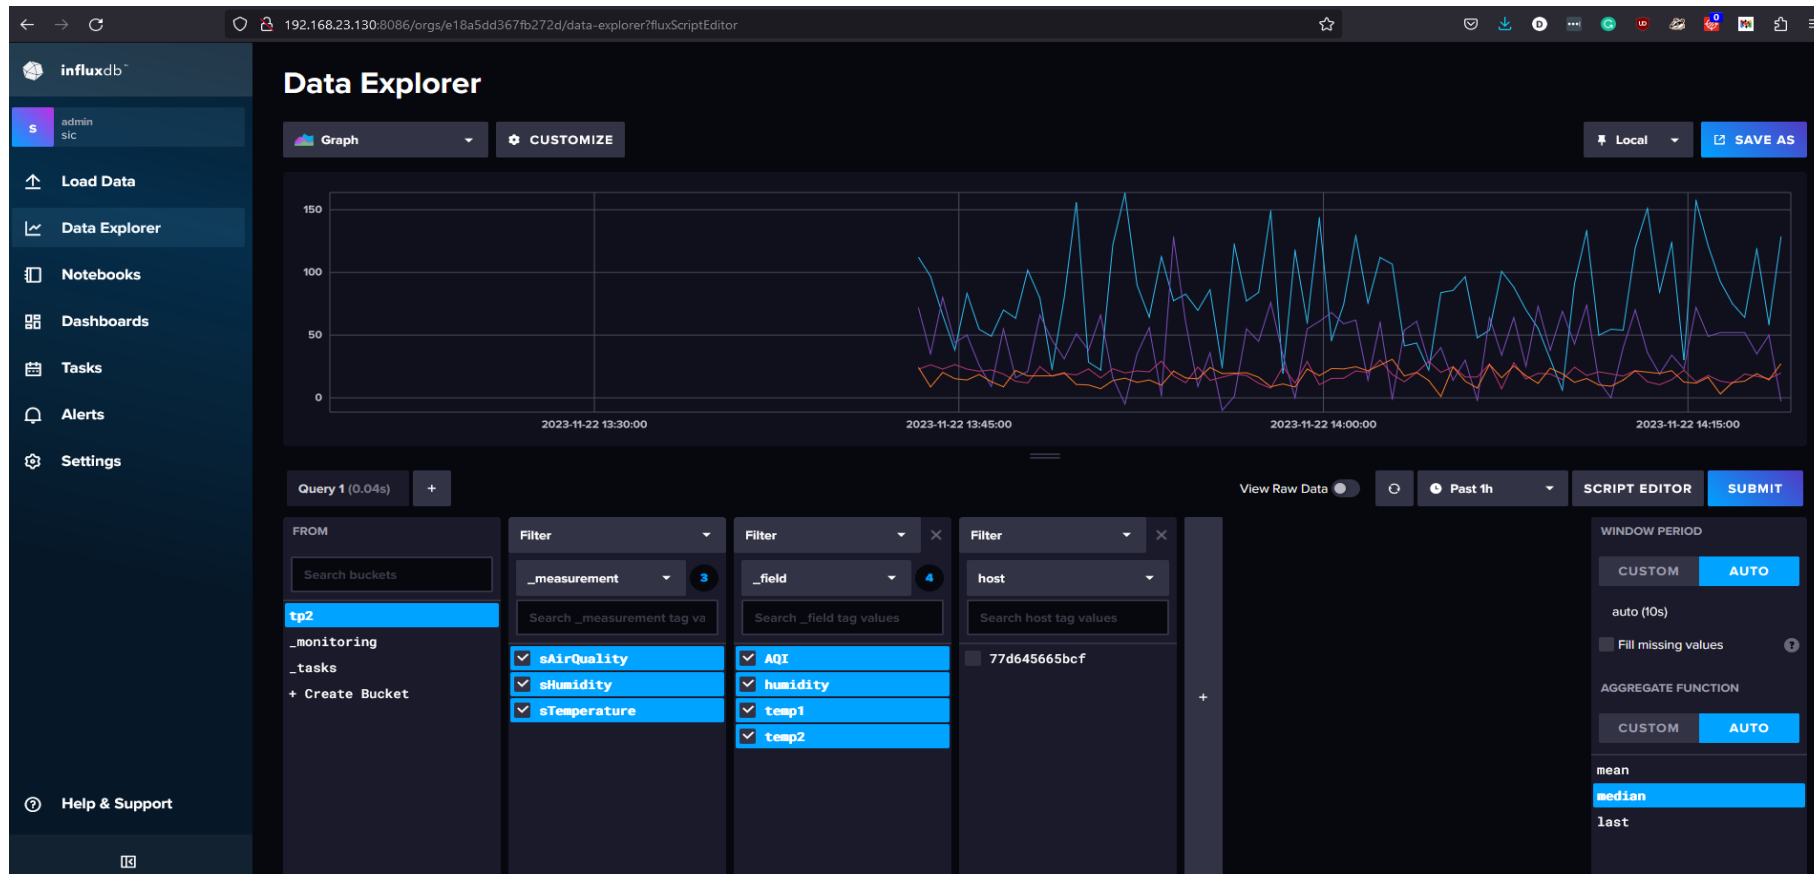 192.168.23.130:8086/orgs/e18a5dd367fb272d/data-explorer?fluxScriptEditor
influxdb™
S
admin
sic
Load Data
Data Explorer
Notebooks
Dashboards
Tasks
Alerts
Settings
Help & Support
Data Explorer
Graph
CUSTOMIZE
Local
SAVE AS
150
100
50
0
2023-11-22 13:30:00
2023-11-22 13:45:00
2023-11-22 14:00:00
2023-11-22 14:15:00
Query 1 (0.04s)
+
View Raw Data
Past 1h
SCRIPT EDITOR
SUBMIT
FROM
Search buckets
tp2
_monitoring
_tasks
+ Create Bucket
Filter
_measurement
3
Search _measurement tag va
sAirQuality
sHumidity
sTemperature
Filter
_field
4
Search _field tag values
AQI
humidity
temp1
temp2
Filter
host
Search host tag values
77d645665bcf
+
WINDOW PERIOD
CUSTOM
AUTO
auto (10s)
Fill missing values
?
AGGREGATE FUNCTION
CUSTOM
AUTO
mean
median
last